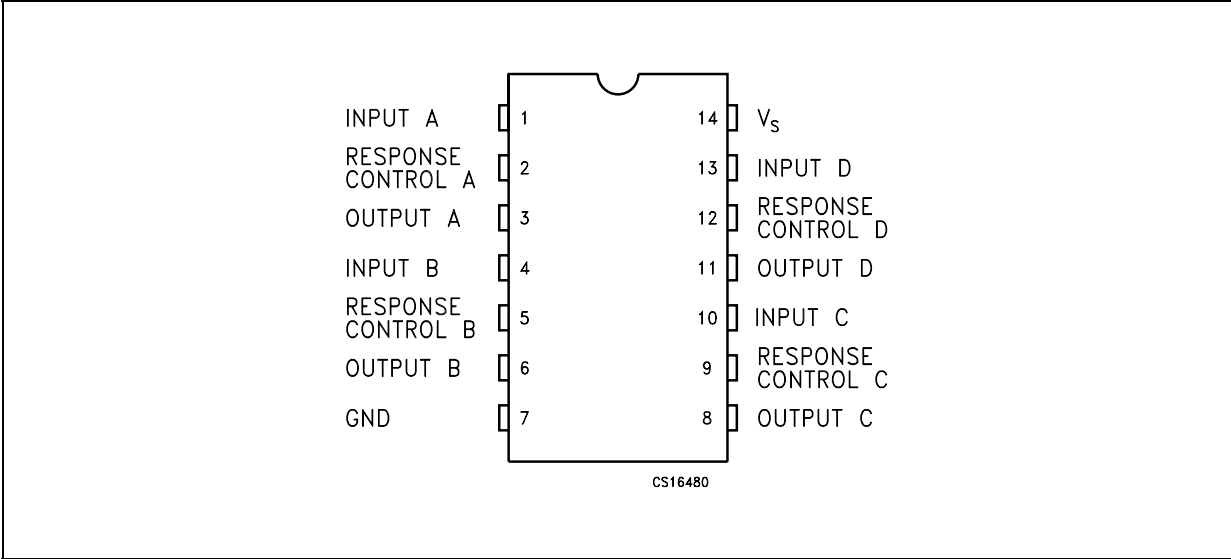 INPUT A
RESPONSE
CONTROL A
OUTPUT A
INPUT B
RESPONSE
CONTROL B
OUTPUT B
GND
1
2
3
4
5
6
7
14
13
12
11
10
9
8
VS
INPUT D
RESPONSE
CONTROL D
OUTPUT D
INPUT C
RESPONSE
CONTROL C
OUTPUT C
CS16480